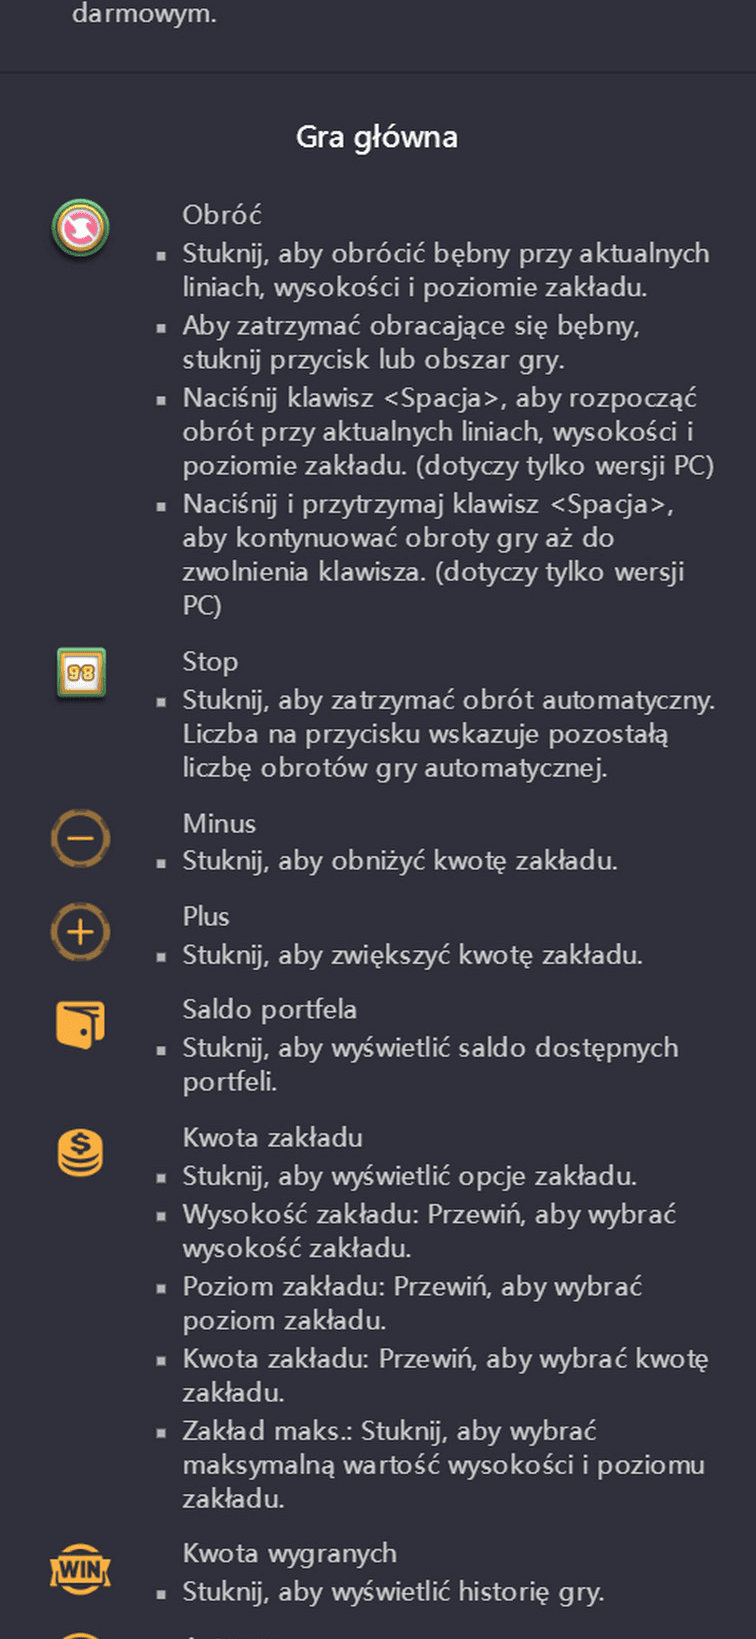 darmowym.
Gra główna
Obróć
▪ Stuknij, aby obrócić bębny przy aktualnych
liniach, wysokości i poziomie zakładu.
▪ Aby zatrzymać obracające się bębny,
stuknij przycisk lub obszar gry.
▪ Naciśnij klawisz <Spacja>, aby rozpocząć
obrót przy aktualnych liniach, wysokości i
poziomie zakładu. (dotyczy tylko wersji PC)
▪ Naciśnij i przytrzymaj klawisz <Spacja>,
aby kontynuować obroty gry aż do
zwolnienia klawisza. (dotyczy tylko wersji
PC)
98
Stop
▪ Stuknij, aby zatrzymać obrót automatyczny.
Liczba na przycisku wskazuje pozostałą
liczbę obrotów gry automatycznej.
Minus
▪ Stuknij, aby obniżyć kwotę zakładu.
Plus
▪ Stuknij, aby zwiększyć kwotę zakładu.
Saldo portfela
▪ Stuknij, aby wyświetlić saldo dostępnych
portfeli.
$
Kwota zakładu
▪ Stuknij, aby wyświetlić opcje zakładu.
▪ Wysokość zakładu: Przewiń, aby wybrać
wysokość zakładu.
▪ Poziom zakładu: Przewiń, aby wybrać
poziom zakładu.
▪ Kwota zakładu: Przewiń, aby wybrać kwotę
zakładu.
▪ Zakład maks.: Stuknij, aby wybrać
maksymalną wartość wysokości i poziomu
zakładu.
WIN
Kwota wygranych
▪ Stuknij, aby wyświetlić historię gry.